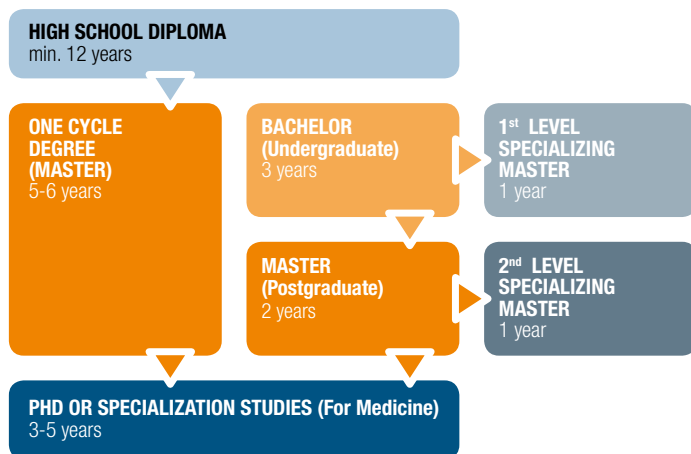 HIGH SCHOOL DIPLOMA
min. 12 years
ONE CYCLE
DEGREE
(MASTER)
5-6 years
BACHELOR
(Undergraduate)
3 years
1st LEVEL
SPECIALIZING
MASTER
1 year
MASTER
(Postgraduate)
2 years
2nd LEVEL
SPECIALIZING
MASTER
1 year
PHD OR SPECIALIZATION STUDIES (For Medicine)
3-5 years